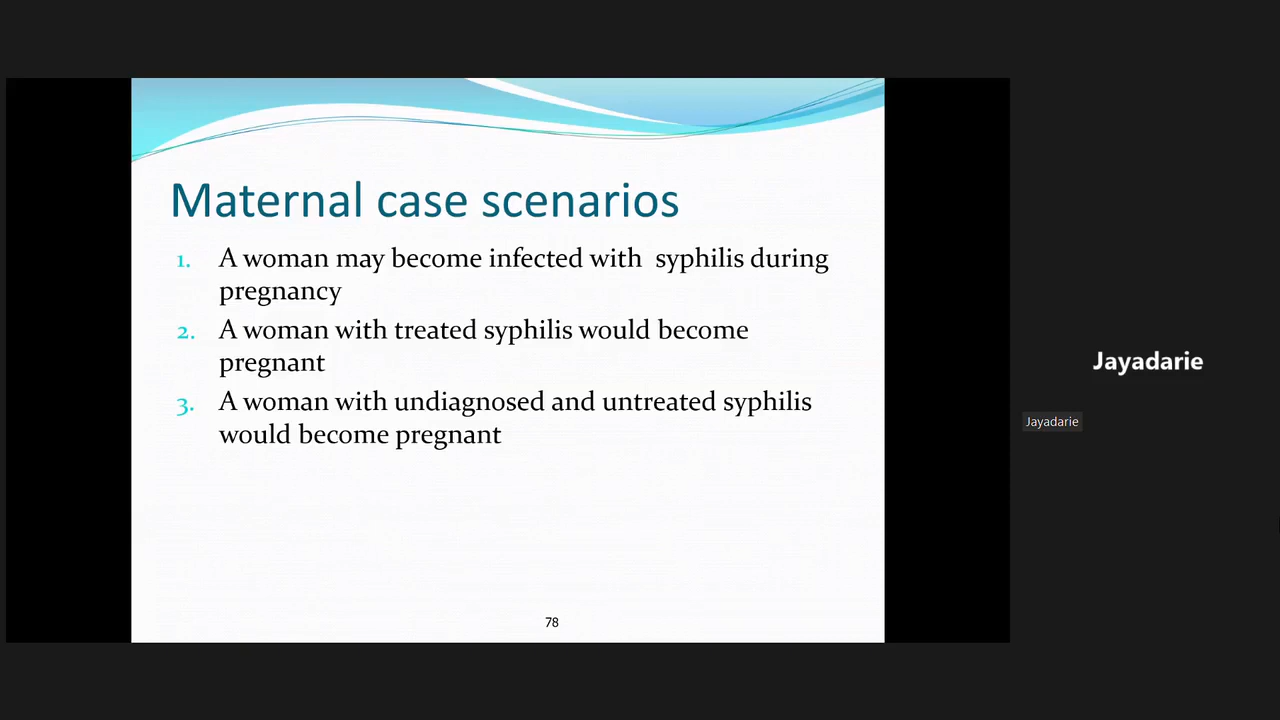 Maternal case scenarios
1. A woman may become infected with  syphilis during
pregnancy
2. A woman with treated syphilis would become
pregnant
3. A woman with undiagnosed and untreated syphilis
would become pregnant
78
Jayadarie
Jayadarie